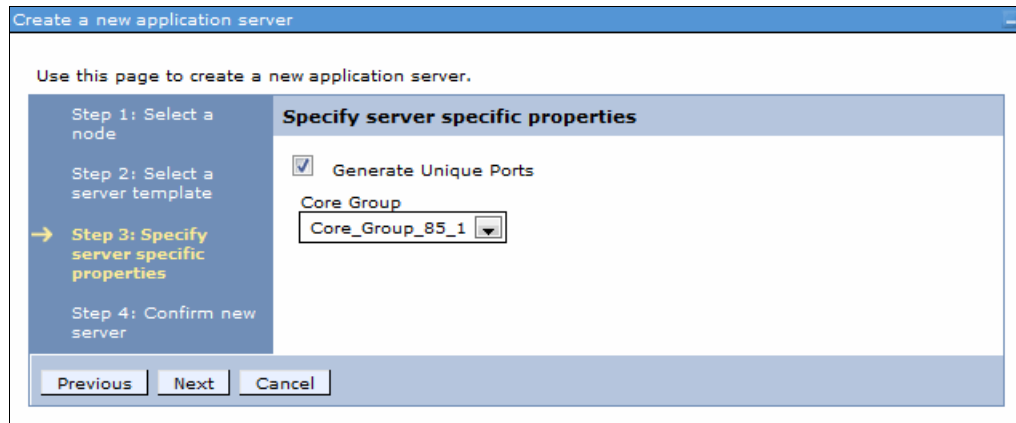 Create a new application server
Use this page to create a new application server.
Step 1: Select a
node
Step 2: Select a
server template
Step 3: Specify
server specific
properties
Step 4: Confirm new
server
Specify server specific properties
Generate Unique Ports
Core Group
Core_Group_85_1
Previous Next Cancel